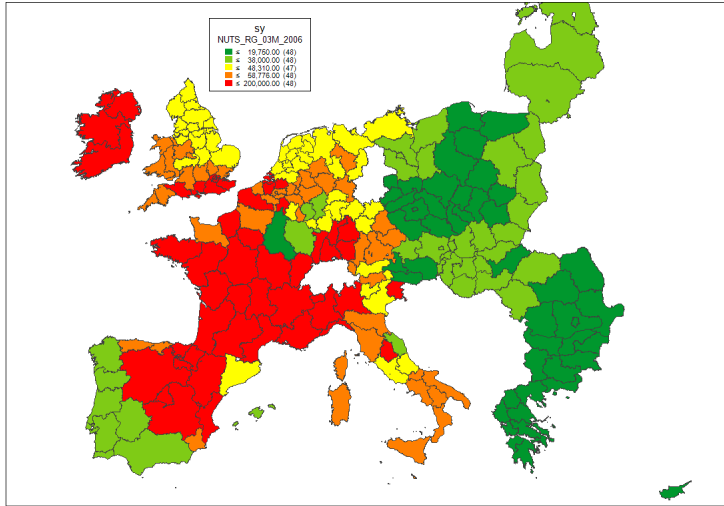 sy
NUTS_RG_03M_2006
≤ 19,750.00 (48)
≤ 38,000.00 (48)
≤ 48,310.00 (47)
≤ 68,776.00 (48)
≤ 200,000.00 (48)